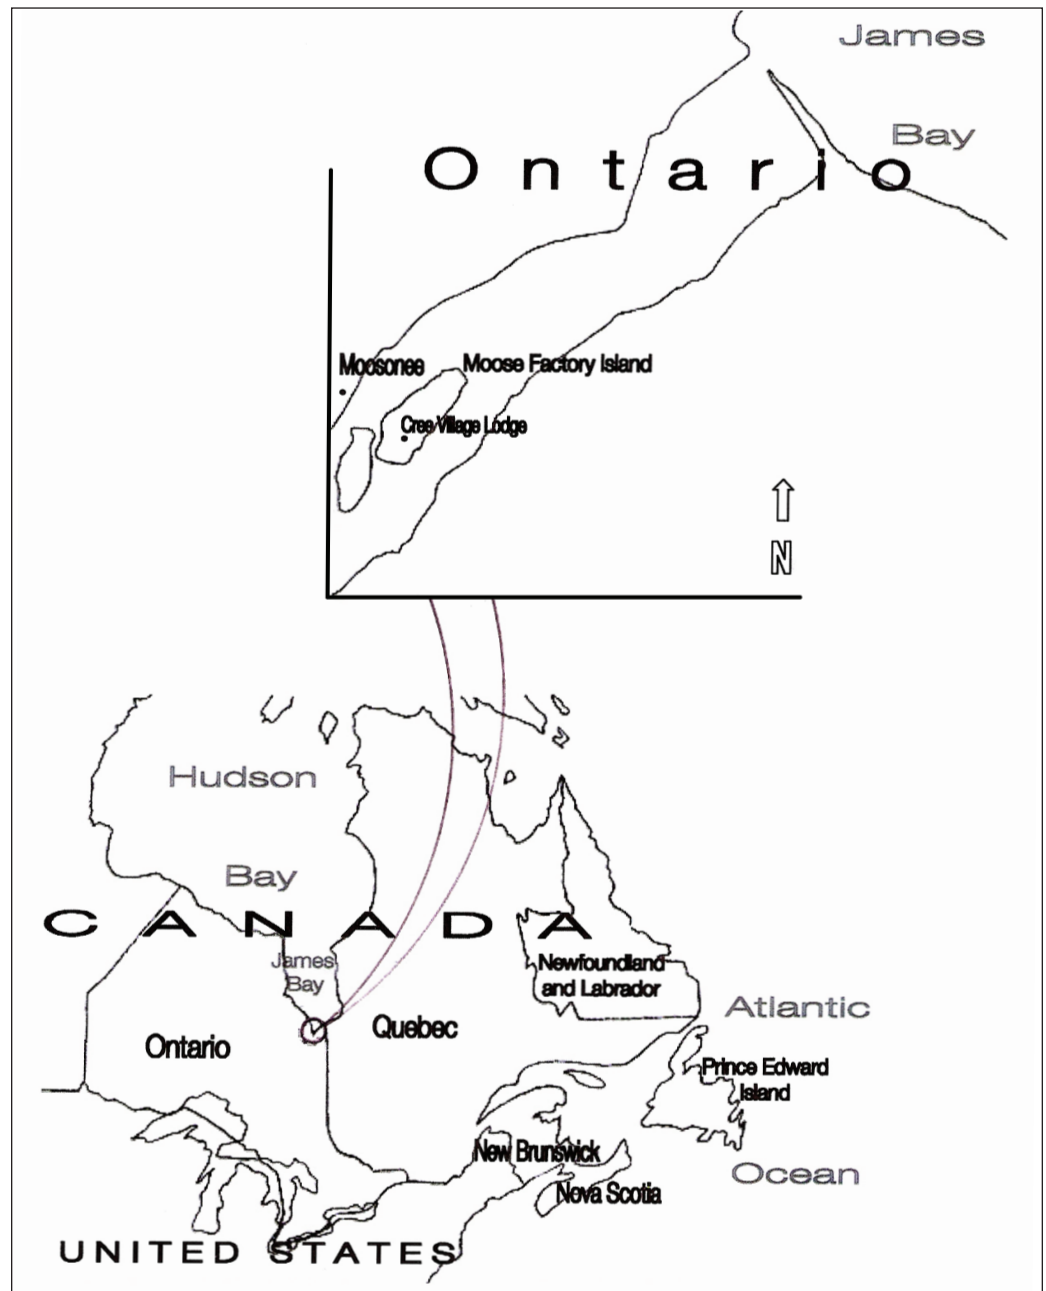 James
Bay
Ontario
Moosonee
Moose Factory Island
Cree Village Lodge
N
Hudson
Bay
CANADA
James
Bay
Newfoundland
and Labrador
Atlantic
Ontario
Quebec
Prince Edward
Island
New Brunswick
Ocean
Nova Scotia
UNITED STATES